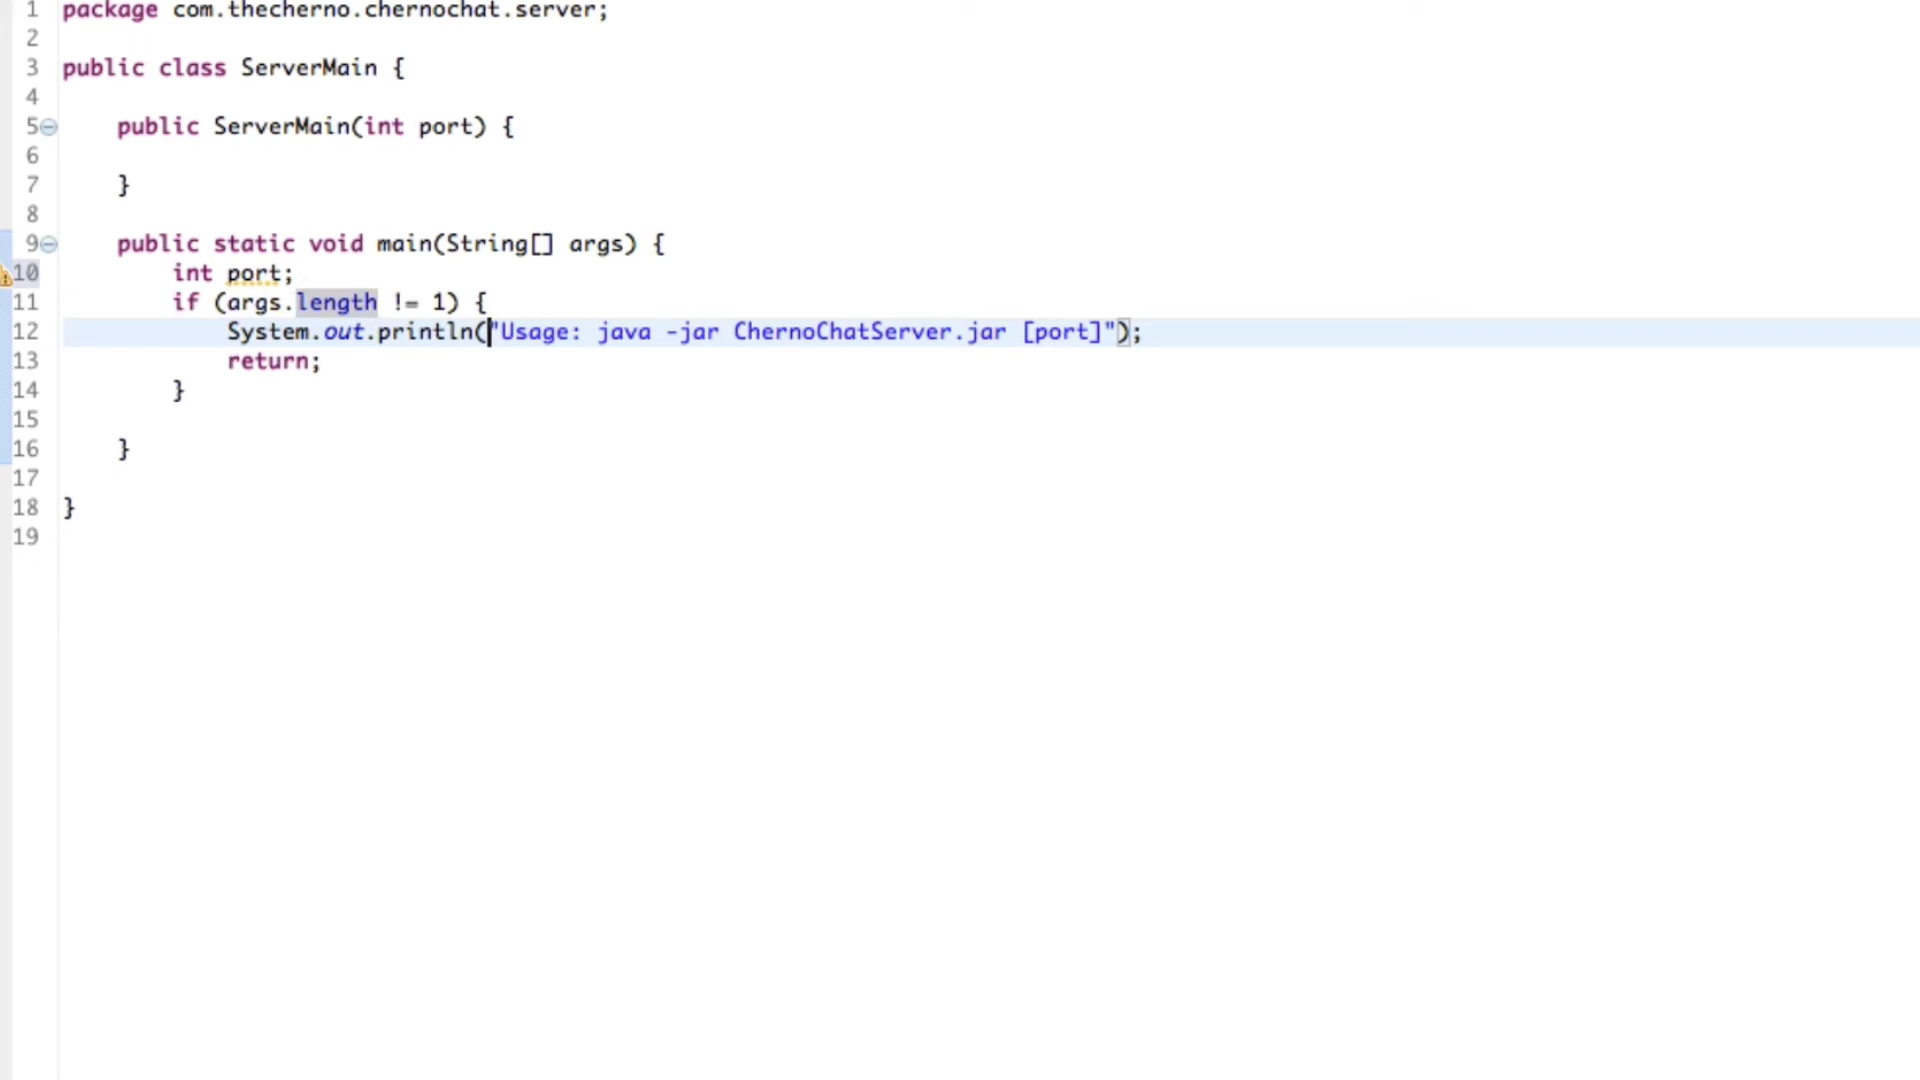 1 package com.thecherno.chernochat.server;
2
3 public class ServerMain {
4
5 public ServerMain(int port) {
6
7 }
8
9 public static void main(String[] args) {
10 int port;
11 if (args.length != 1) {
12 System.out.println("Usage: java -jar ChernoChatServer.jar [port]");
13 return;
14 }
15
16 }
17
18 }
19